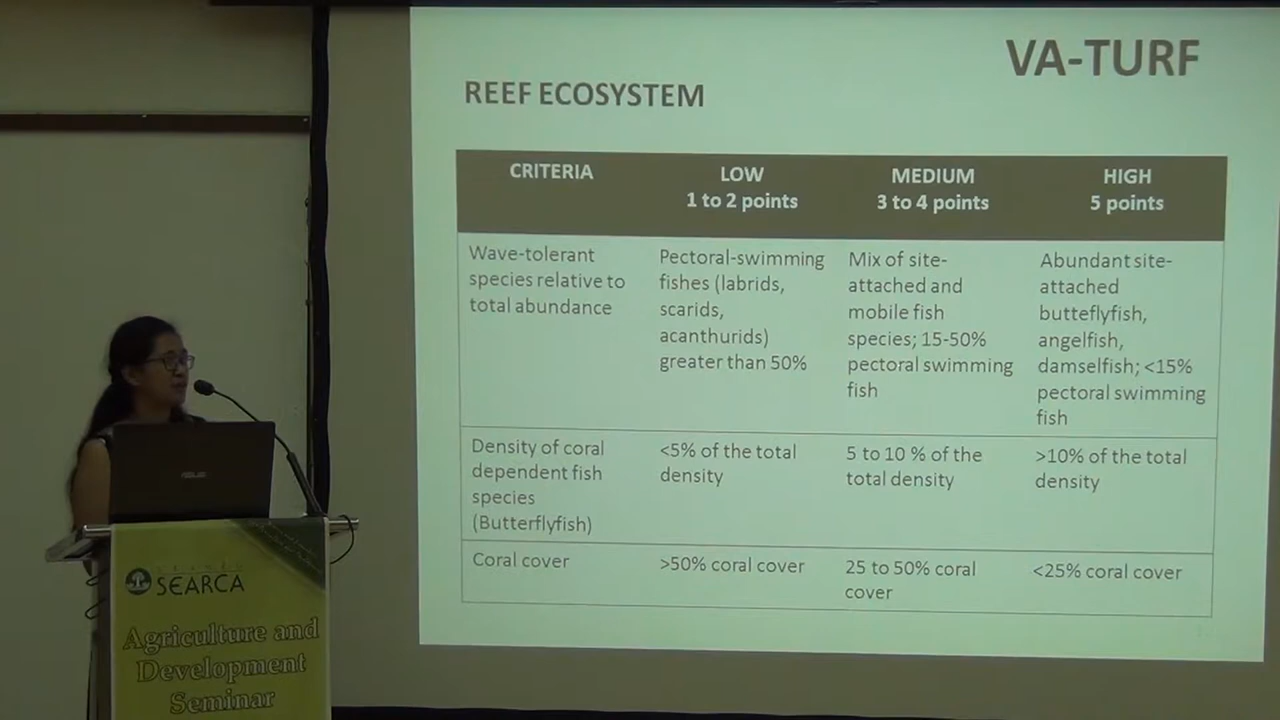 VA-TURF
REEF ECOSYSTEM
CRITERIA
LOW
1 to 2 points
MEDIUM
3 to 4 points
HIGH
5 points
Wave-tolerant
species relative to
total abundance
Pectoral-swimming
fishes (labrids,
scarids,
acanthurids)
greater than 50%
Mix of site-
attached and
mobile fish
species; 15-50%
pectoral swimming
fish
Abundant site-
attached
butteflyfish,
angelfish,
damselfish; <15%
pectoral swimming
fish
Density of coral
dependent fish
species
(Butterflyfish)
<5% of the total
density
5 to 10 % of the
total density
>10% of the total
density
Coral cover
>50% coral cover
25 to 50% coral
cover
<25% coral cover
ASUS
SEARCA
Agriculture and
Development
Seminar